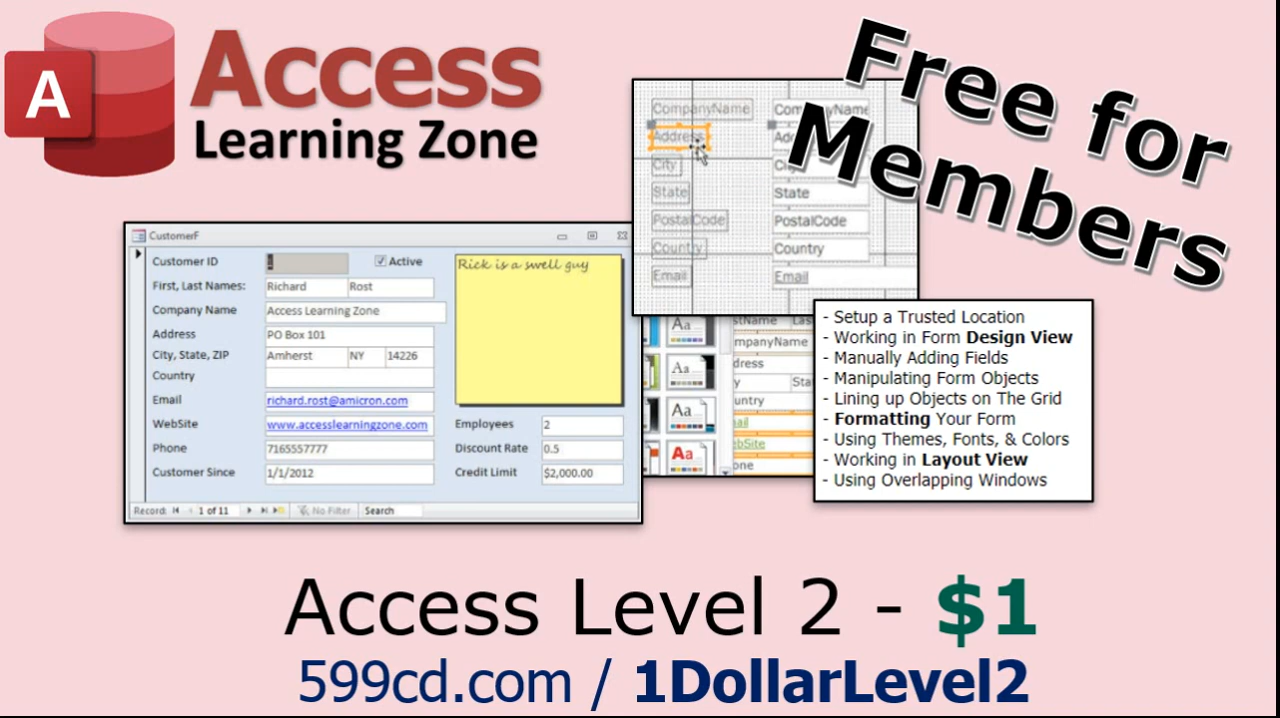 A
Access
Learning Zone
Free for
Members
CompanyName CompanyName
Address
City
State State
PostalCode PostalCode
Country Country
Email Email
CustomerF
Customer ID
Active
First, Last Names: Richard Rost
Company Name Access Learning Zone
Address PO Box 101
City, State, ZIP Amherst NY 14226
Country
Email richard.rost@amicron.com
WebSite www.accesslearningzone.com
Phone 7165557777
Customer Since 1/1/2012
Rick is a swell guy
Employees 2
Discount Rate 0.5
Credit Limit $2,000.00
Record: 1 of 11 No Filter Search
Aa
Aa
Aa
Aa
- Setup a Trusted Location
- Working in Form Design View
- Manually Adding Fields
- Manipulating Form Objects
- Lining up Objects on The Grid
- Formatting Your Form
- Using Themes, Fonts, & Colors
- Working in Layout View
- Using Overlapping Windows
Access Level 2 - $1
599cd.com / 1DollarLevel2